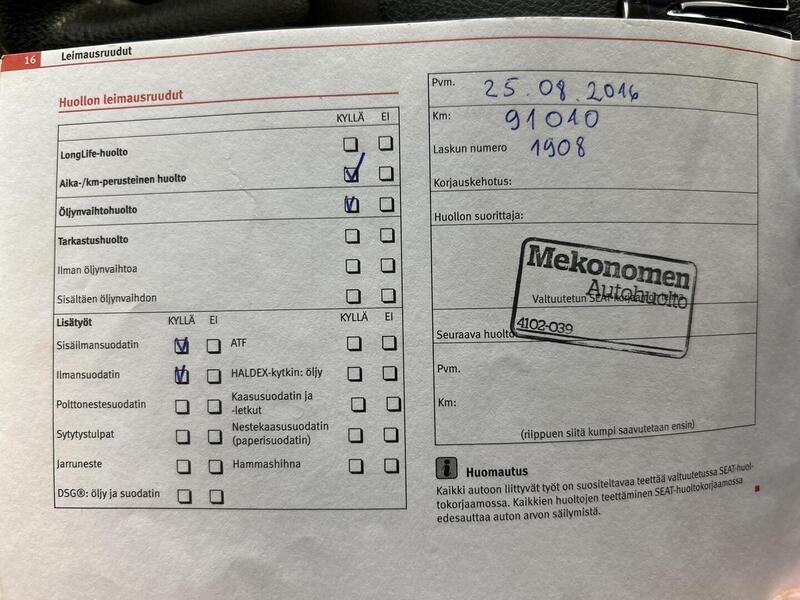 16 Leimausruudut
Huollon leimausruudut
KYLLÄ EI
LongLife-huolto
Aika-/km-perusteinen huolto
Öljynvaihtohuolto
Tarkastushuolto
Ilman öljynvaihtoa
Sisältäen öljynvaihdon
Lisätyöt KYLLÄ EI KYLLÄ EI
Sisäilmansuodatin ATF
Ilmansuodatin HALDEX-kytkin: öljy
Polttonestesuodatin Kaasusuodatin ja
-letkut
Sytytystulpat Nestekaasusuodatin
(paperisuodatin)
Jarruneste Hammashihna
DSG®: öljy ja suodatin
Pvm. 25.08.2016
Km: 91010
Laskun numero 1908
Korjauskehotus:
Huollon suorittaja:
Mekonomen
Autohuolto
Valtuutetun SEAT-
4102-039
Seuraava huolto:
Pvm.
Km:
(riippuen siitä kumpi saavutetaan ensin)
i Huomautus
Kaikki autoon liittyvät työt on suositeltavaa teettää valtuutetussa SEAT-huol-
tokorjaamossa. Kaikkien huoltojen teettäminen SEAT-huoltokorjaamossa
edesauttaa auton arvon säilymistä.